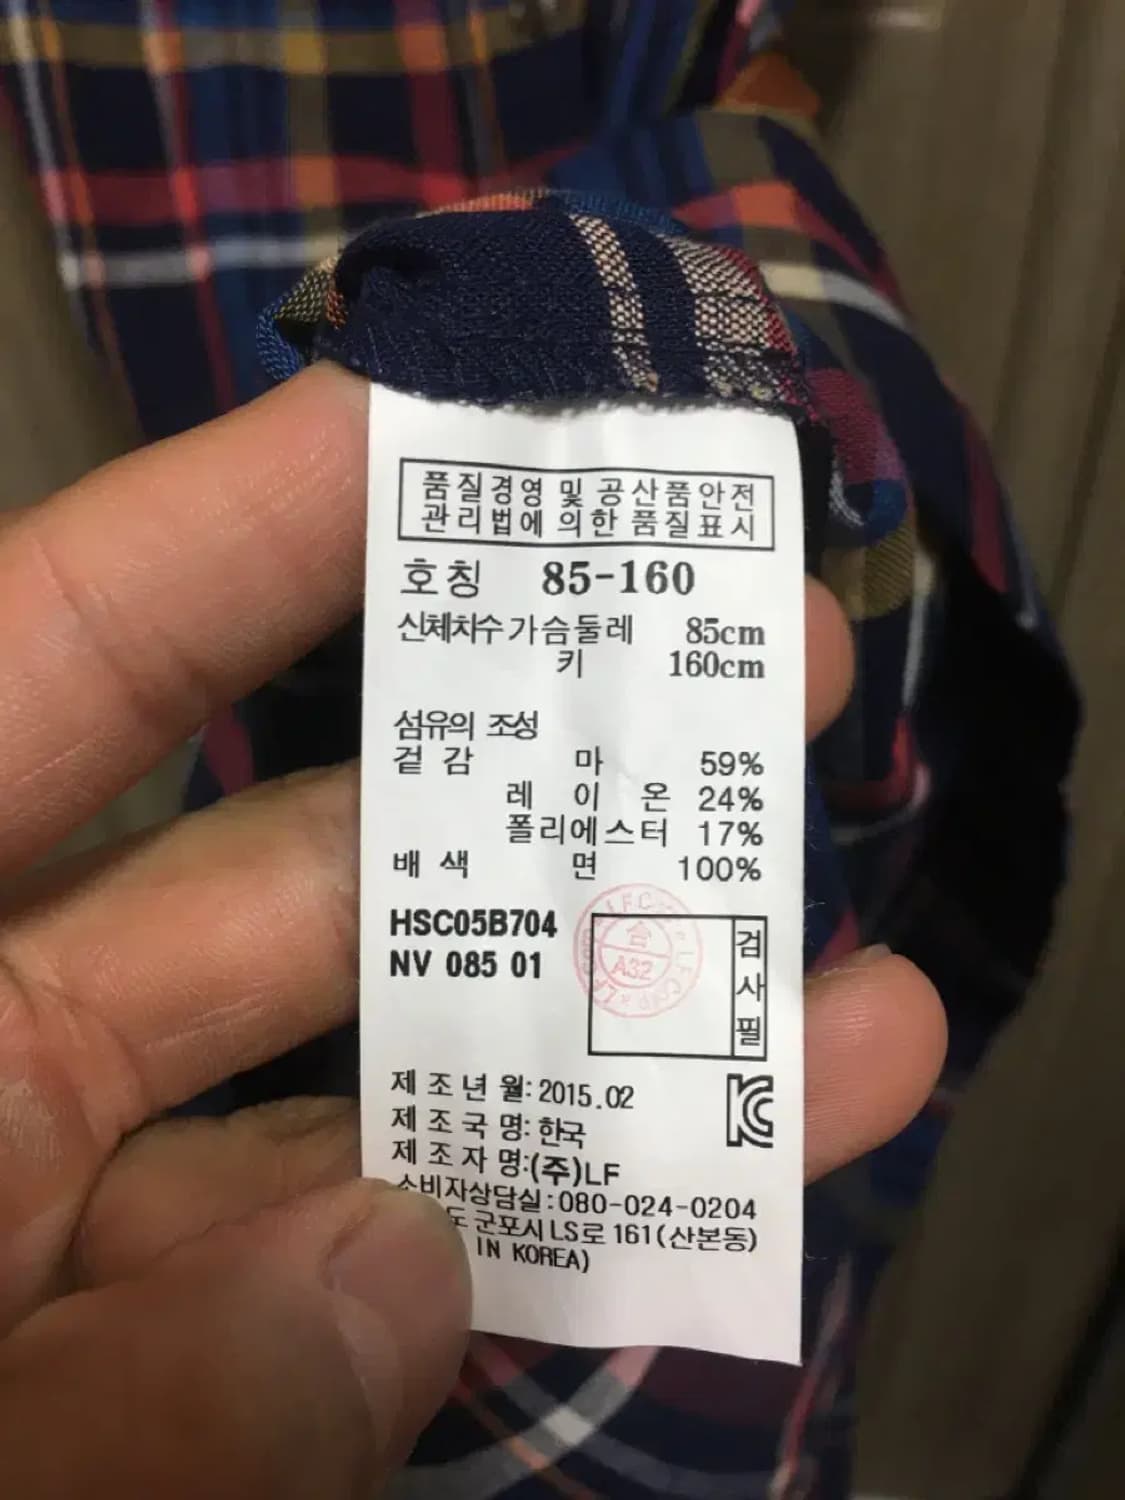 품질경영 및 공산품안전
관리법에 의한 품질표시
호칭 85-160
신체치수 가슴둘레 85cm
키 160cm
섬유의 조성
겉감 마 59%
레이온 24%
폴리에스터 17%
배색 면 100%
HSC05B704
NV 085 01
합
A32
검사필
제조년월: 2015.02
KC
제조국명: 한국
제조자명:(주)LF
소비자상담실:080-024-0204
도 군포시 LS로 161(산본동)
IN KOREA)